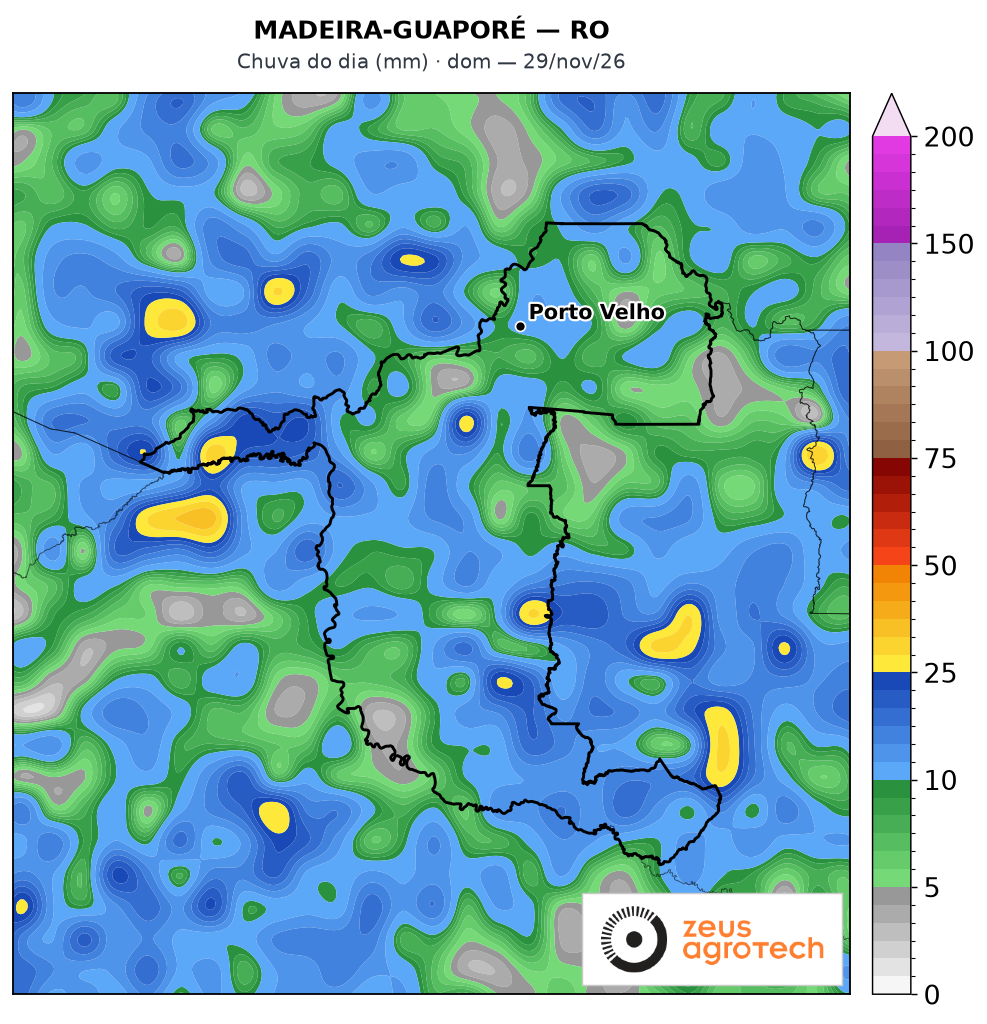 MADEIRA-GUAPORÉ — RO
Chuva do dia (mm) · dom — 29/nov/26
Porto Velho
200
150
100
75
50
25
10
5
0
zeus
agrotech